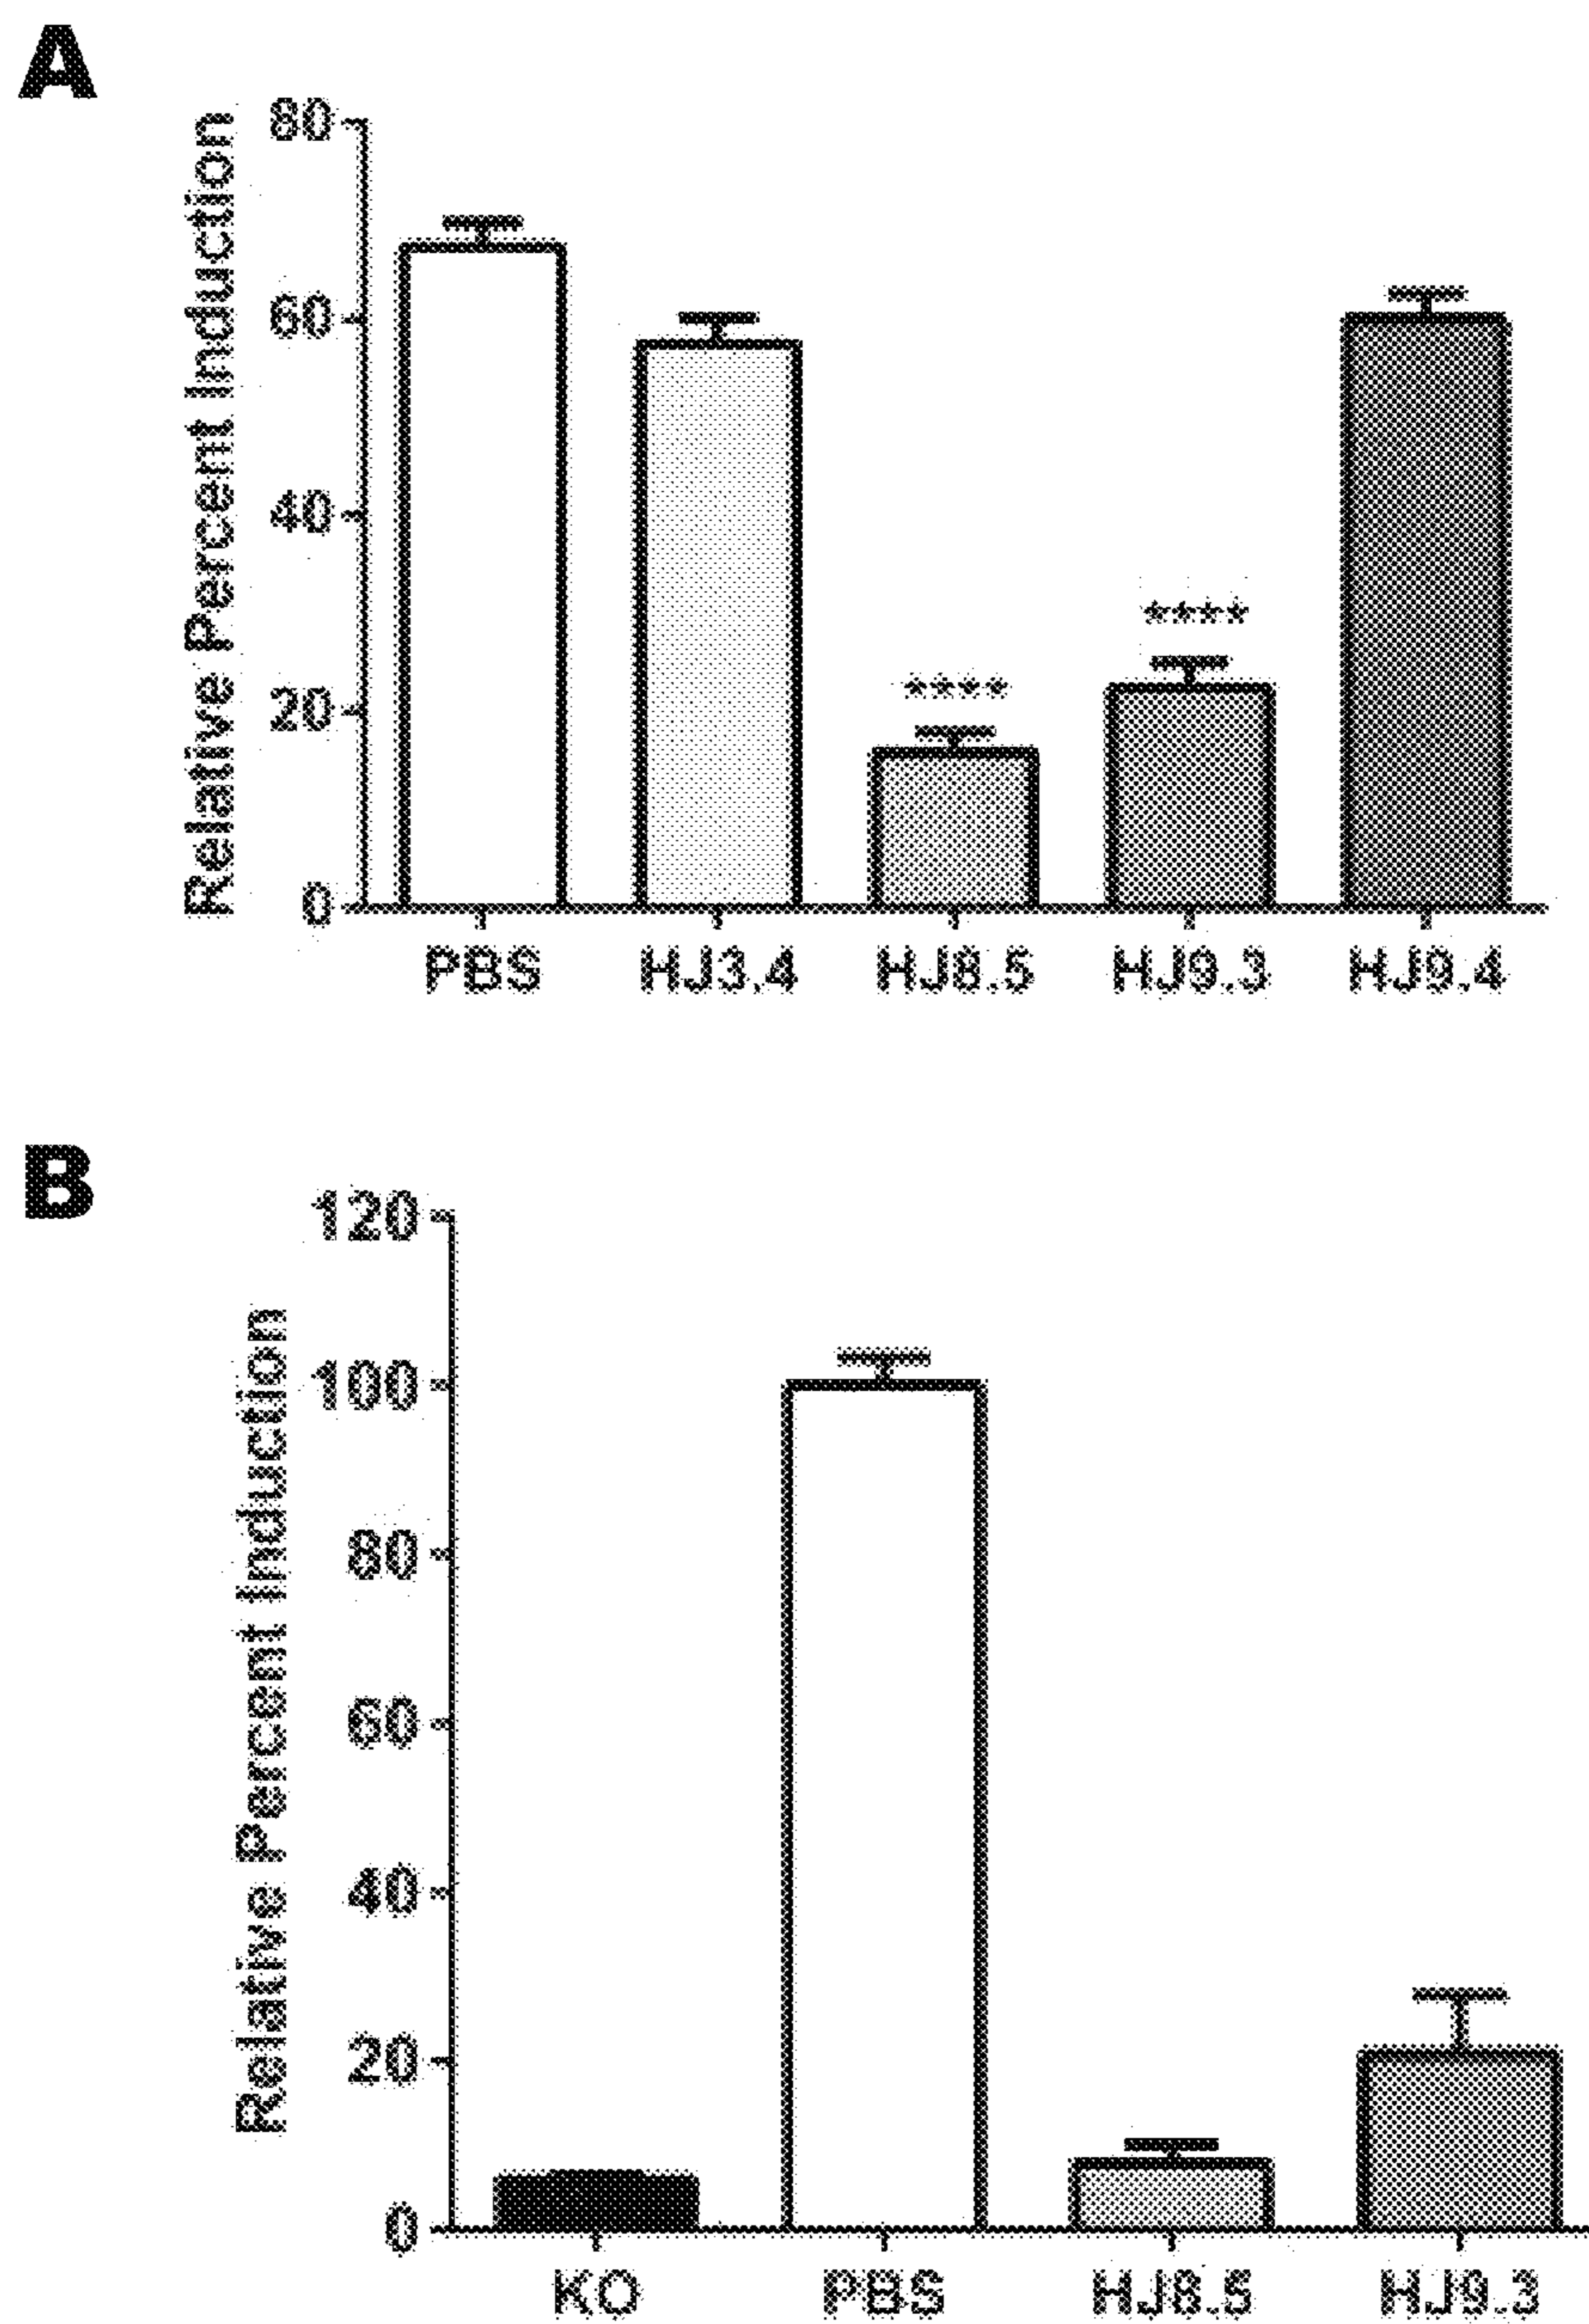 A
Relative Percent Induction
80
60
40
20
0
****
****
PBS HJ3.4 HJ8.5 HJ9.3 HJ9.4
B
Relative Percent Induction
120
100
80
60
40
20
0
KO PBS HJ8.5 HJ9.3